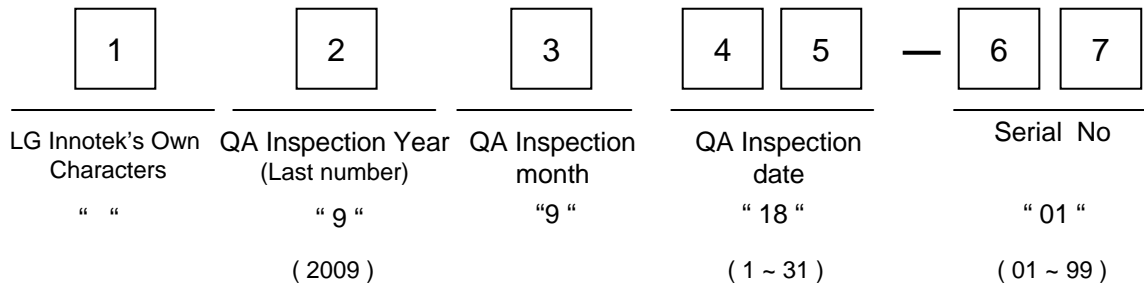 1 2 3 4 5 — 6 7
LG Innotek’s Own Characters
QA Inspection Year
(Last number)
QA Inspection month
QA Inspection date
Serial No
“ “
“ 9 “
“9 “
“ 18 “
“ 01 “
( 2009 )
( 1 ~ 31 )
( 01 ~ 99 )